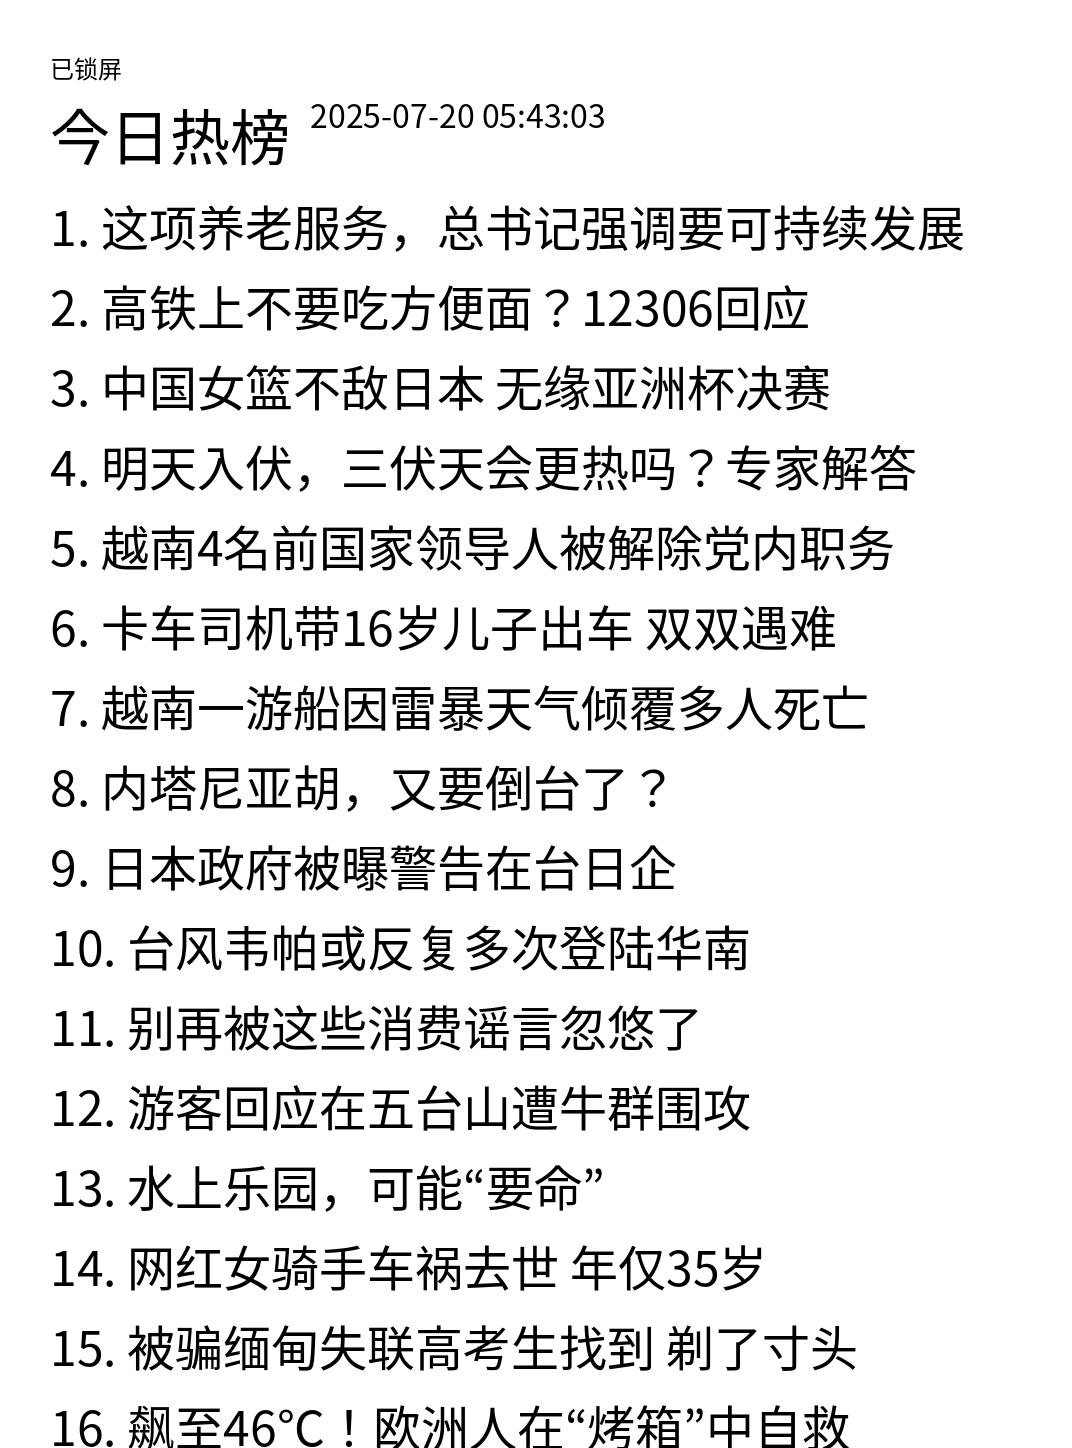 已锁屏
今日热榜 2025-07-20 05:43:03
1. 这项养老服务，总书记强调要可持续发展
2. 高铁上不要吃方便面？12306回应
3. 中国女篮不敌日本 无缘亚洲杯决赛
4. 明天入伏，三伏天会更热吗？专家解答
5. 越南4名前国家领导人被解除党内职务
6. 卡车司机带16岁儿子出车 双双遇难
7. 越南一游船因雷暴天气倾覆多人死亡
8. 内塔尼亚胡，又要倒台了？
9. 日本政府被曝警告在台日企
10. 台风韦帕或反复多次登陆华南
11. 别再被这些消费谣言忽悠了
12. 游客回应在五台山遭牛群围攻
13. 水上乐园，可能“要命”
14. 网红女骑手车祸去世 年仅35岁
15. 被骗缅甸失联高考生找到 剃了寸头
16. 飙至46℃！欧洲人在“烤箱”中自救